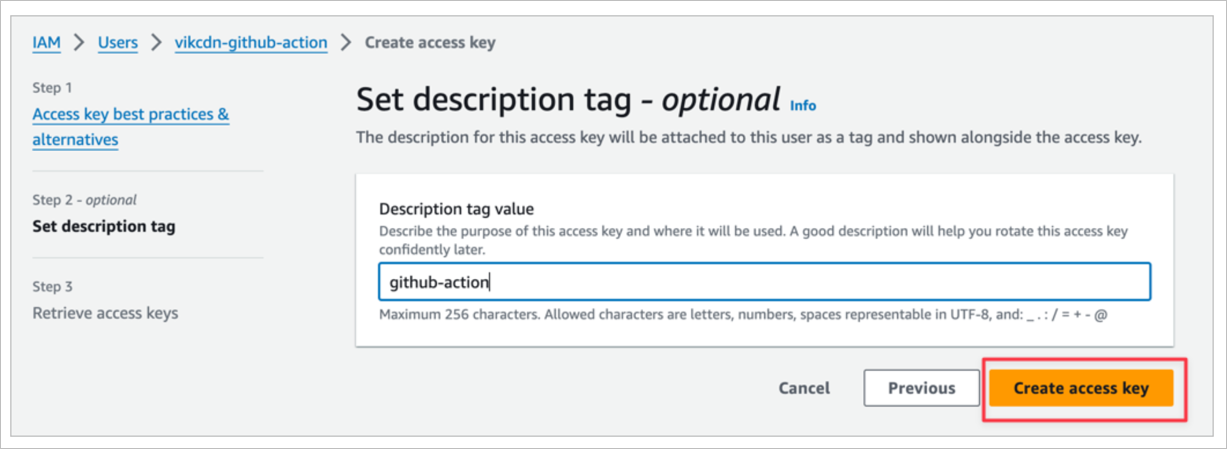 IAM > Users > vikcdn-github-action > Create access key
Step 1
Access key best practices &
alternatives
Step 2 - optional
Set description tag
Step 3
Retrieve access keys
Set description tag - optional Info
The description for this access key will be attached to this user as a tag and shown alongside the access key.
Description tag value
Describe the purpose of this access key and where it will be used. A good description will help you rotate this access key
confidently later.
github-action
Maximum 256 characters. Allowed characters are letters, numbers, spaces representable in UTF-8, and: _ . : / = + - @
Cancel Previous Create access key